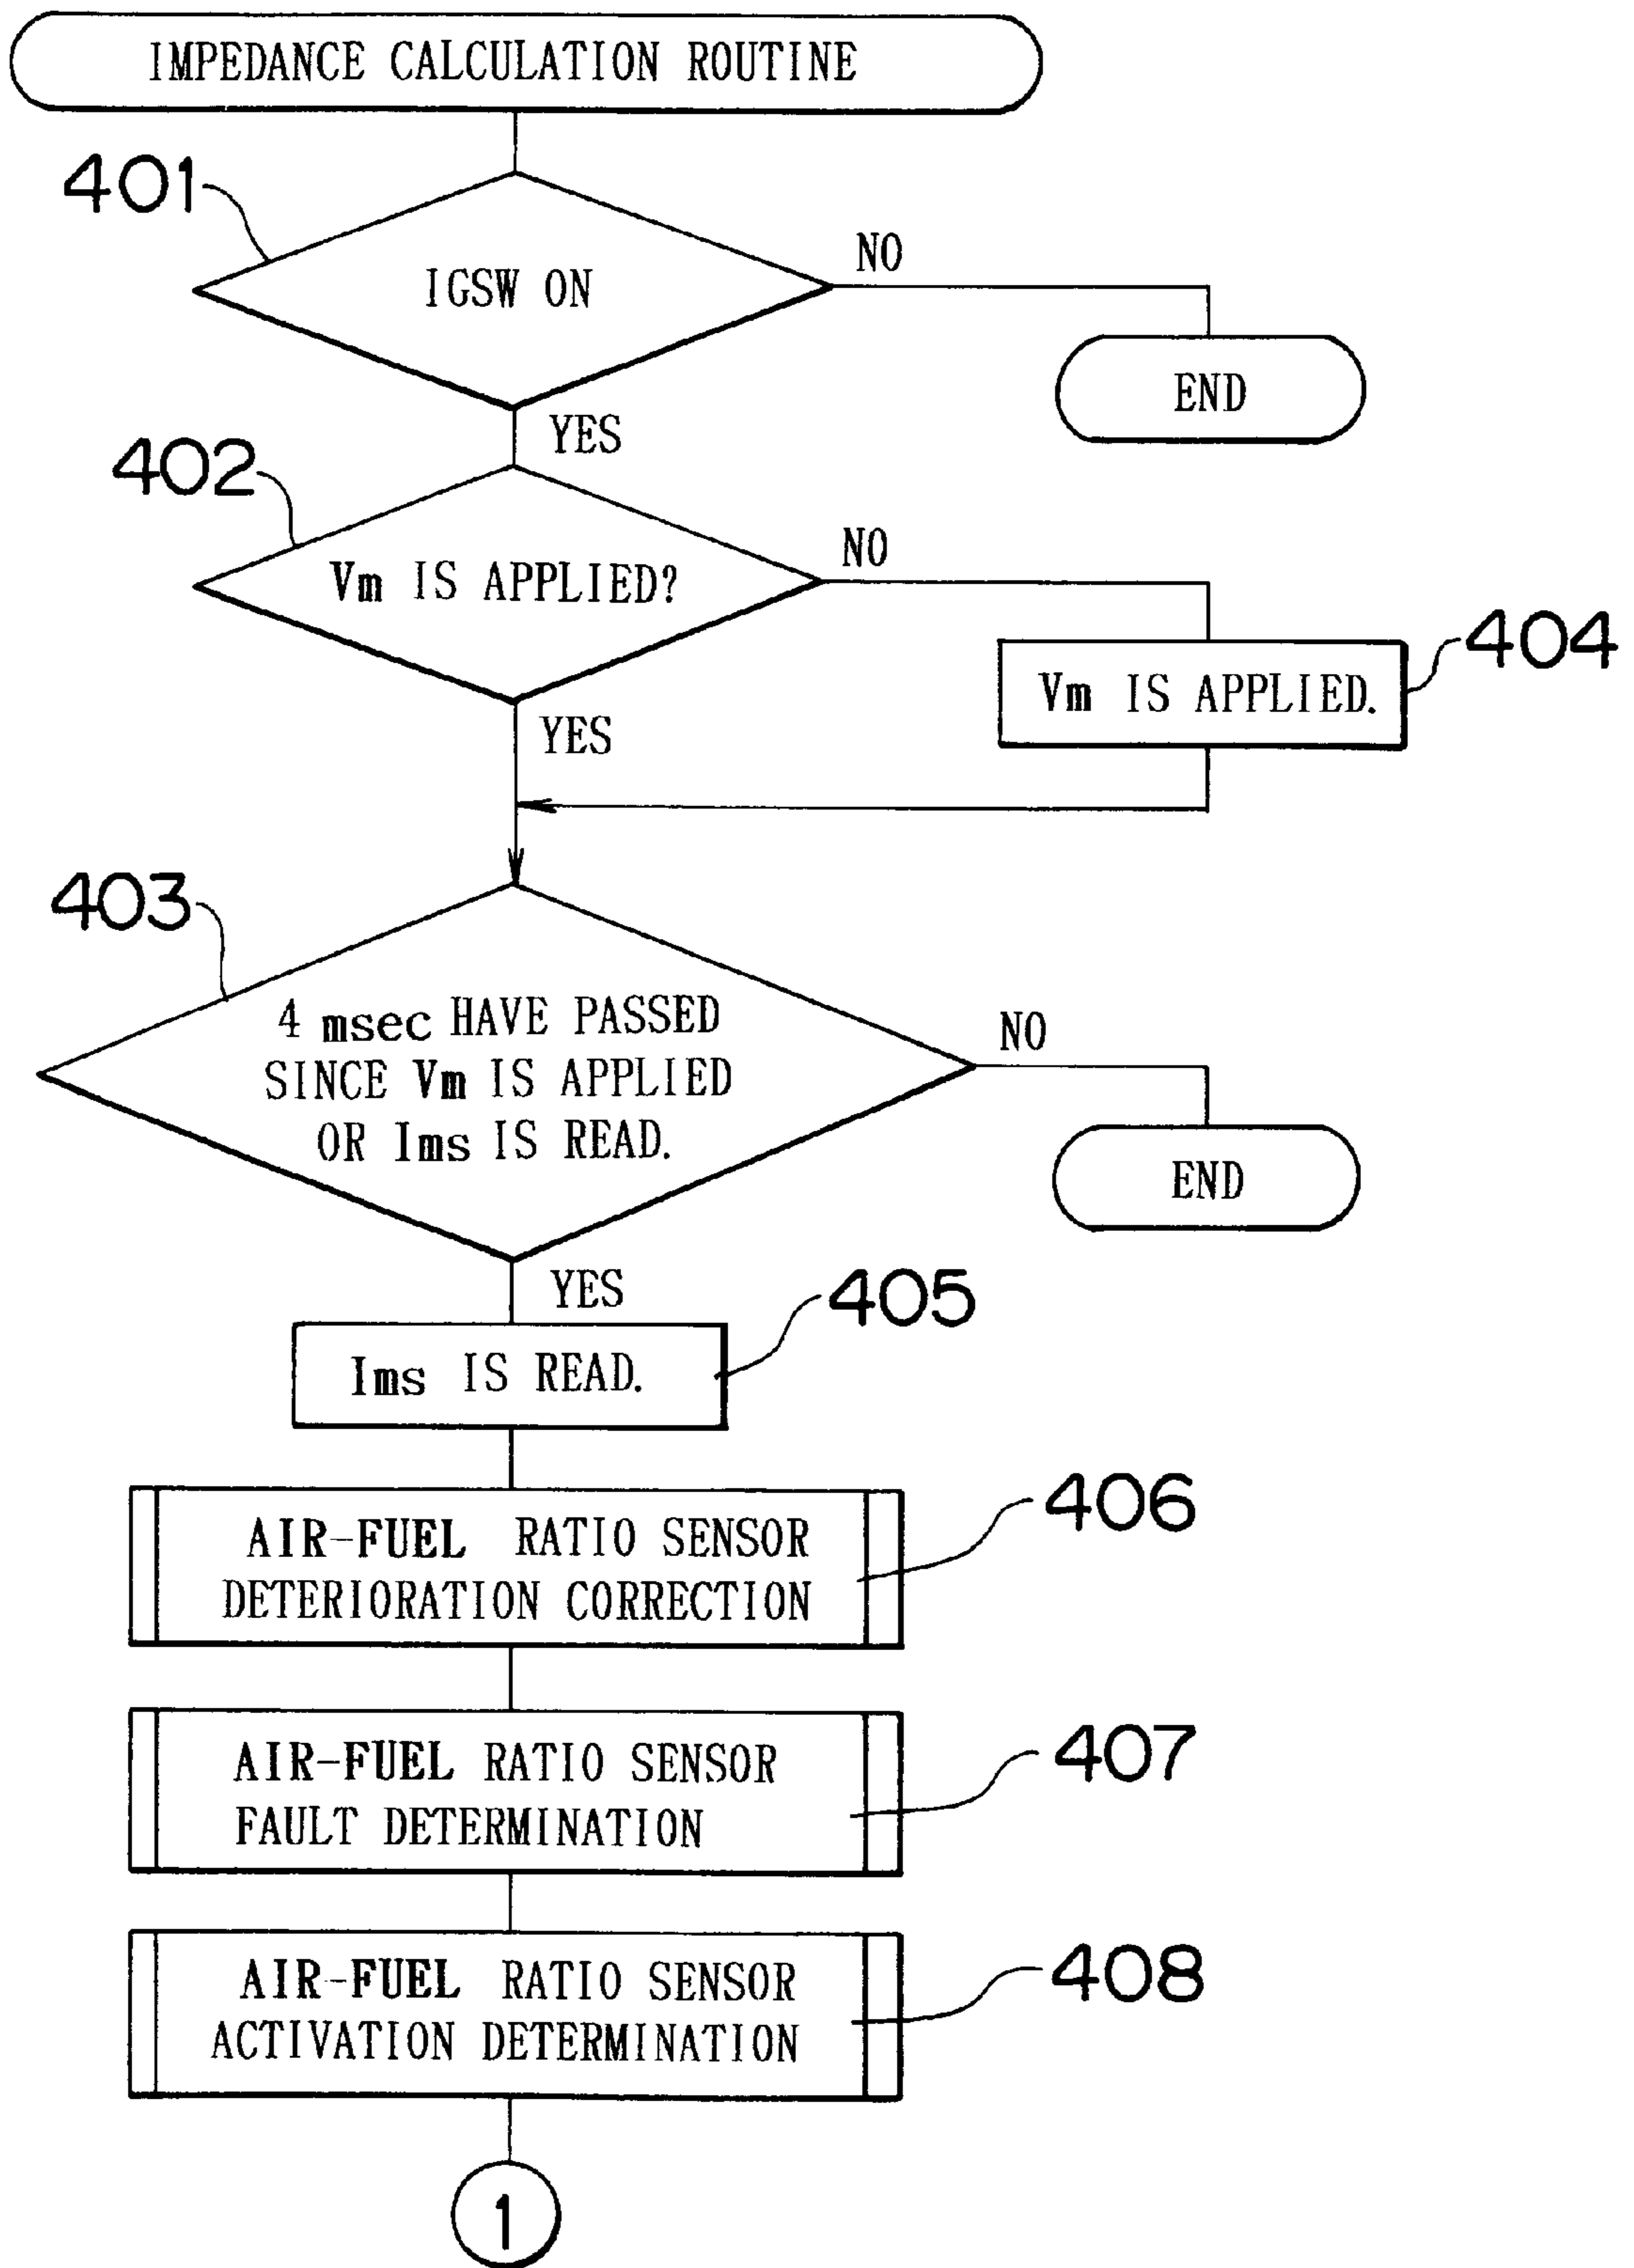 IMPEDANCE CALCULATION ROUTINE
401
IGSW ON
NO
END
YES
402
Vm IS APPLIED?
NO
404
Vm IS APPLIED.
YES
403
4 msec HAVE PASSED
SINCE Vm IS APPLIED
OR Ims IS READ.
NO
END
YES
405
Ims IS READ.
406
AIR-FUEL RATIO SENSOR
DETERIORATION CORRECTION
407
AIR-FUEL RATIO SENSOR
FAULT DETERMINATION
408
AIR-FUEL RATIO SENSOR
ACTIVATION DETERMINATION
1